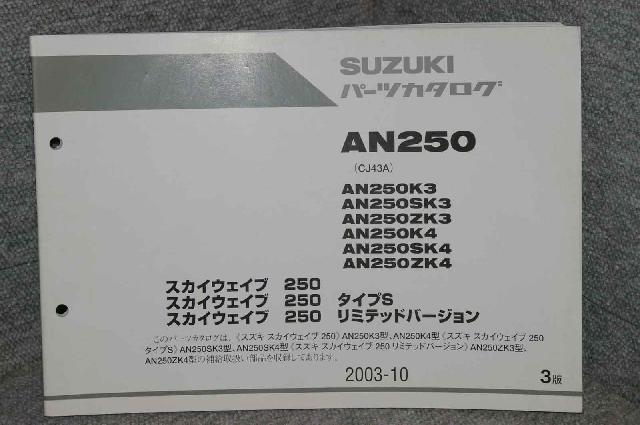 SUZUKI
パーツカタログ
AN250
(CJ43A)
AN250K3
AN250SK3
AN250ZK3
AN250K4
AN250SK4
AN250ZK4
スカイウェイブ 250
スカイウェイブ 250 タイプS
スカイウェイブ 250 リミテッドバージョン
このパーツカタログは、《スズキ スカイウェイブ 250》AN250K3型、AN250K4型《スズキ スカイウェイブ 250
タイプS》AN250SK3型、AN250SK4型《スズキ スカイウェイブ 250 リミテッドバージョン》AN250ZK3型、
AN250ZK4型の補給取扱い部品を収録してあります。
2003-10 3版